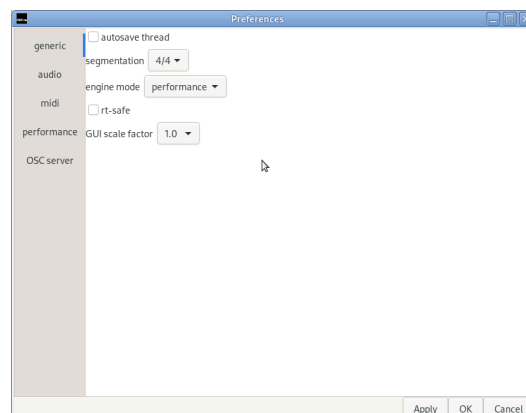 Preferences
generic
audio
midi
performance
OSC server
autosave thread
segmentation 4/4
engine mode performance
rt-safe
GUI scale factor 1.0
Apply OK Cancel